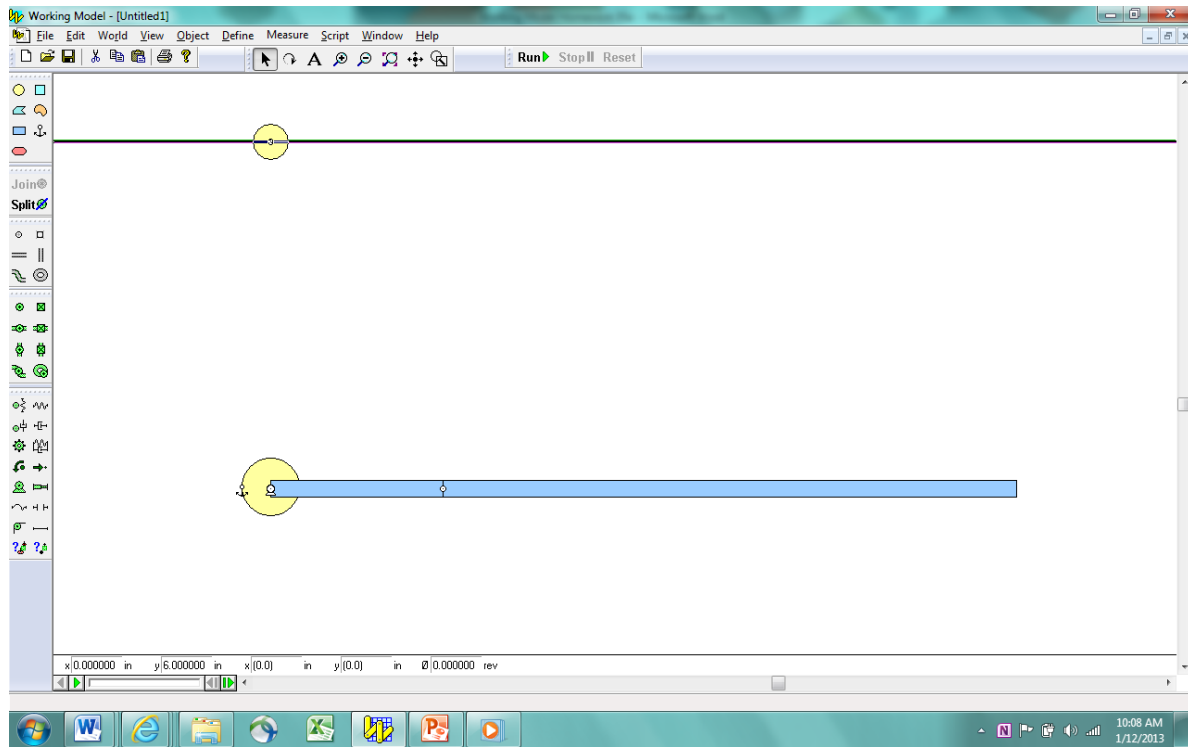 Working Model - [Untitled1]
File Edit World View Object Define Measure Script Window Help
A Run Stop Reset
Join
Split
x 0.000000 in y 6.000000 in x (0.0) in y (0.0) in Ø 0.000000 rev
10:08 AM
1/12/2013